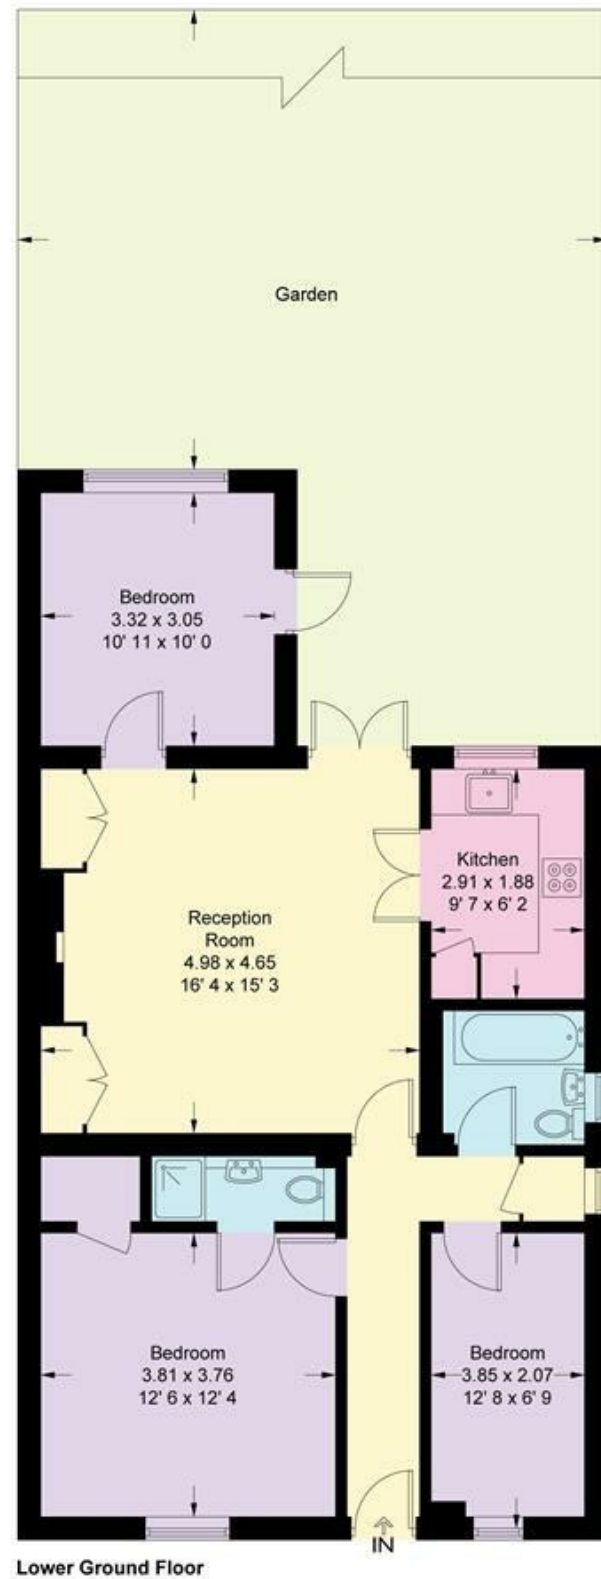 Garden
Bedroom
3.32 x 3.05
10' 11 x 10' 0
Kitchen
2.91 x 1.88
9' 7 x 6' 2
Reception
Room
4.98 x 4.65
16' 4 x 15' 3
Bedroom
3.81 x 3.76
12' 6 x 12' 4
Bedroom
3.85 x 2.07
12' 8 x 6' 9
IN
Lower Ground Floor